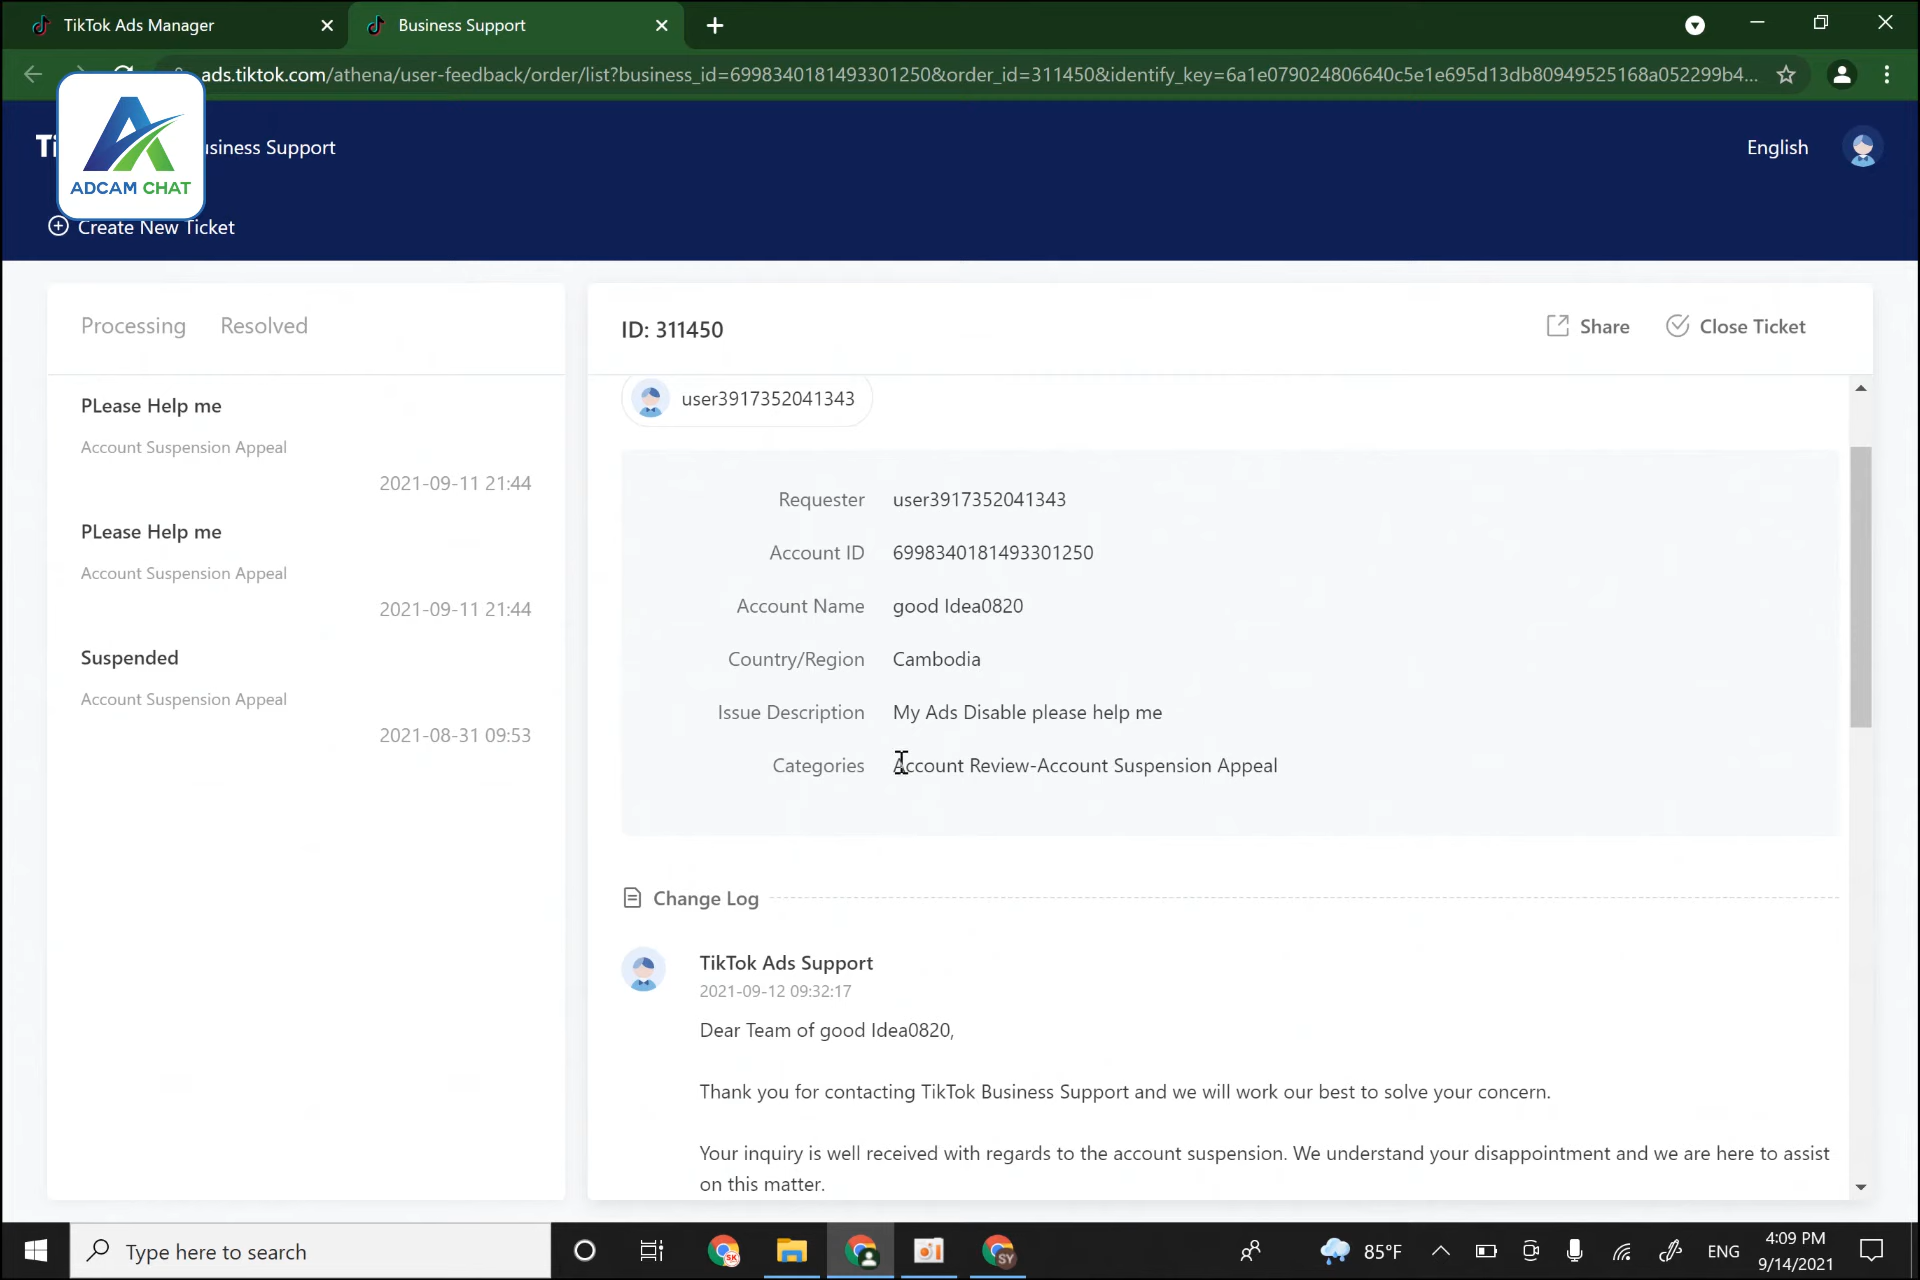 TikTok Ads Manager
Business Support
ads.tiktok.com/athena/user-feedback/order/list?business_id=6998340181493301250&order_id=311450&identify_key=6a1e079024806640c5e1e695d13db80949525168a052299b4...
ADCAM CHAT
Ti
usiness Support
English
Create New Ticket
Processing
Resolved
PLease Help me
Account Suspension Appeal
2021-09-11 21:44
PLease Help me
Account Suspension Appeal
2021-09-11 21:44
Suspended
Account Suspension Appeal
2021-08-31 09:53
ID: 311450
Share
Close Ticket
user3917352041343
Requester user3917352041343
Account ID 6998340181493301250
Account Name good Idea0820
Country/Region Cambodia
Issue Description My Ads Disable please help me
Categories Account Review-Account Suspension Appeal
Change Log
TikTok Ads Support
2021-09-12 09:32:17
Dear Team of good Idea0820,
Thank you for contacting TikTok Business Support and we will work our best to solve your concern.
Your inquiry is well received with regards to the account suspension. We understand your disappointment and we are here to assist
on this matter.
Type here to search
SK
SY
85°F
ENG
4:09 PM
9/14/2021